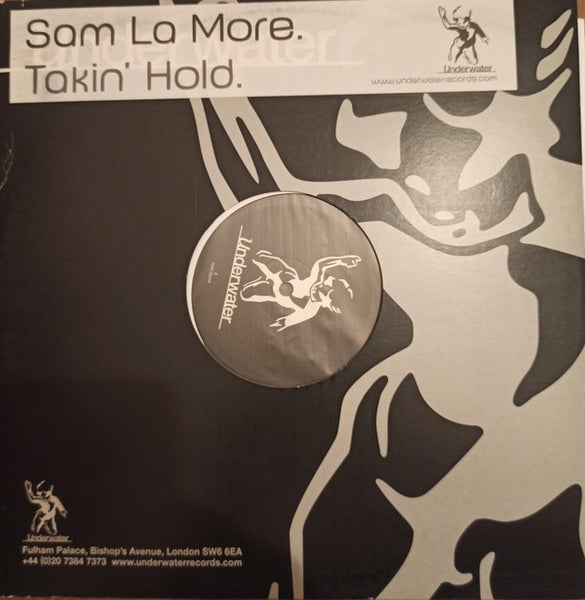 Sam La More.
underwater
Takin' Hold.
Underwater
www.underwaterrecords.com
Underwater
Underwater
Fulham Palace, Bishop's Avenue, London SW6 6EA
+44 (0)20 7384 7373 www.underwaterrecords.com